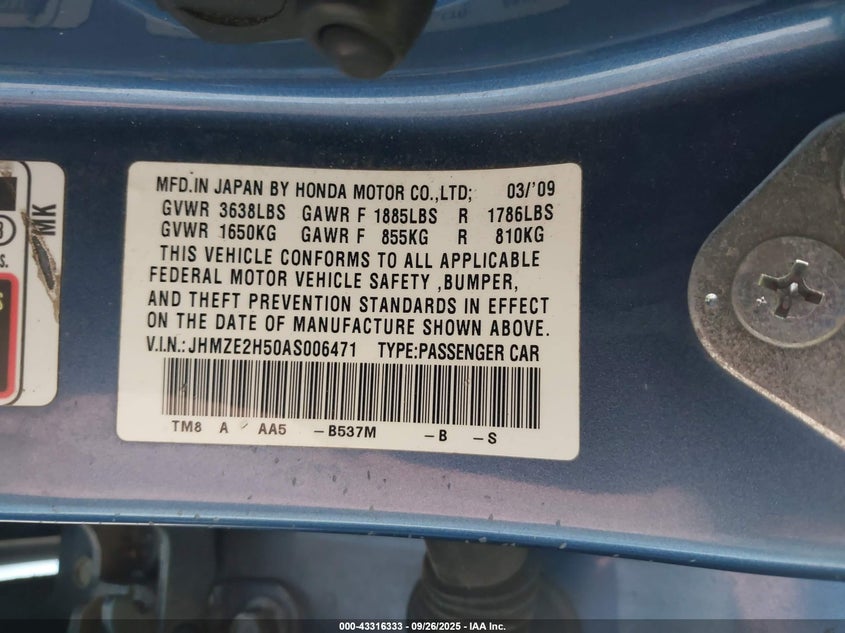 MFD.IN JAPAN BY HONDA MOTOR CO.,LTD; 03/'09
GVWR 3638LBS GAWR F 1885LBS R 1786LBS
GVWR 1650KG GAWR F 855KG R 810KG
THIS VEHICLE CONFORMS TO ALL APPLICABLE
FEDERAL MOTOR VEHICLE SAFETY ,BUMPER,
AND THEFT PREVENTION STANDARDS IN EFFECT
ON THE DATE OF MANUFACTURE SHOWN ABOVE.
V.I.N.:JHMZE2H50AS006471 TYPE:PASSENGER CAR
TM8 A AA5 -B537M -B -S
MK
000-43316333 - 09/26/2025 - IAA Inc.